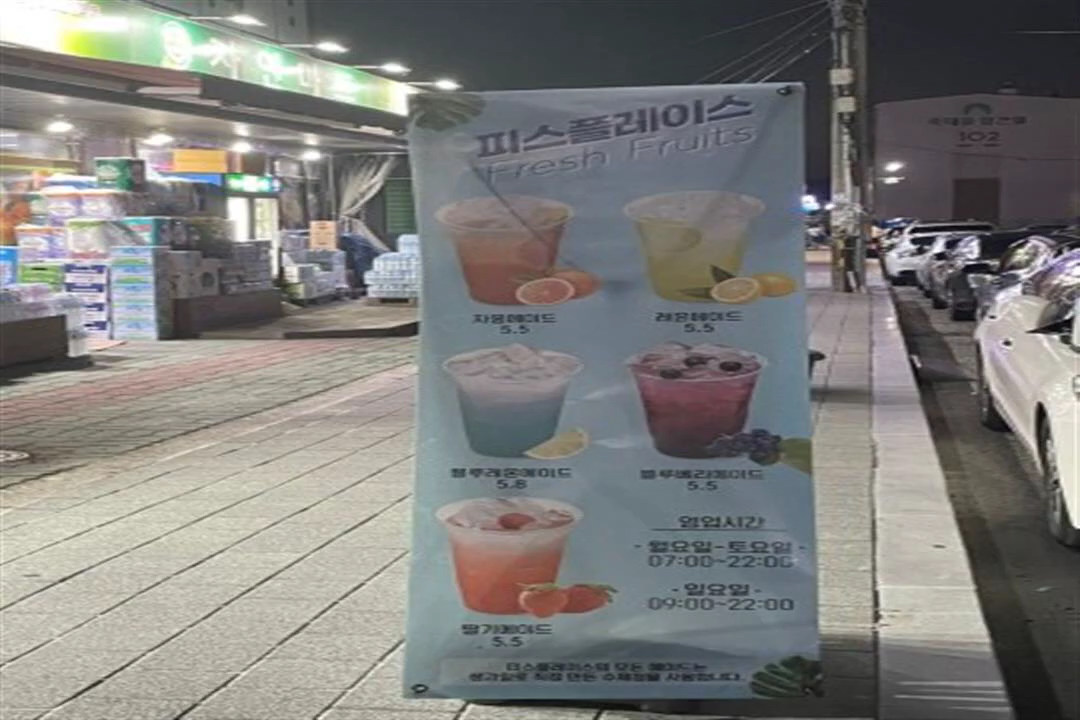 피스플레이스
Fresh Fruits
자몽에이드
5.5
레몬에이드
5.5
블루레몬에이드
5.8
블루베리에이드
5.5
딸기에이드
5.5
영업시간
- 월요일-토요일 -
07:00~22:00
- 일요일 -
09:00~22:00
피스플레이스의 모든 에이드는
생과일로 직접 만든 수제청을 사용합니다.
102